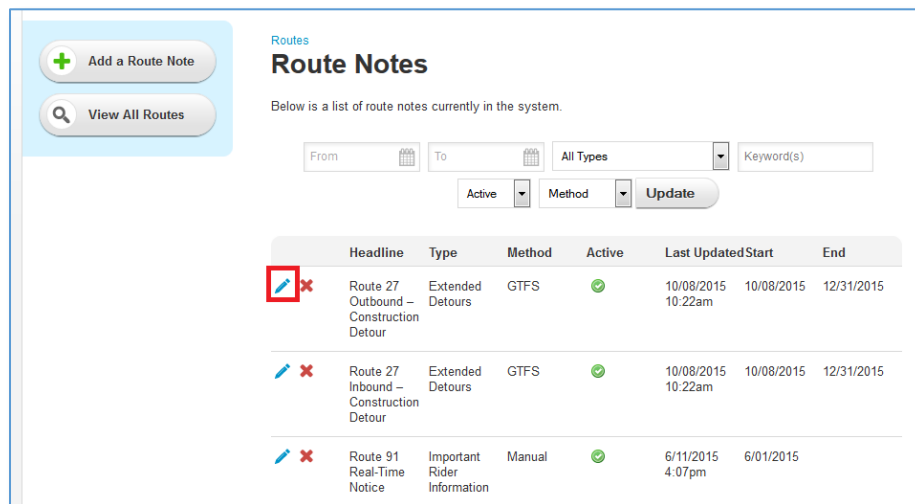 Add a Route Note
View All Routes
Routes
Route Notes
Below is a list of route notes currently in the system.
From To All Types Keyword(s)
Active Method Update
Headline Type Method Active Last Updated Start End
Route 27 Extended GTFS 10/08/2015 10/08/2015 12/31/2015
Outbound – Detours 10:22am
Construction
Detour
Route 27 Extended GTFS 10/08/2015 10/08/2015 12/31/2015
Inbound – Detours 10:22am
Construction
Detour
Route 91 Important Manual 6/11/2015 6/01/2015
Real-Time Rider 4:07pm
Notice Information